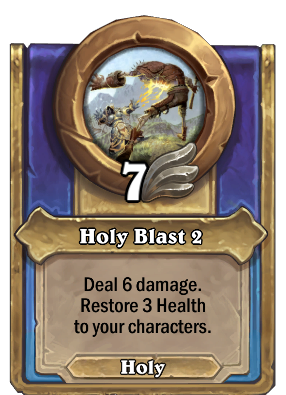 7
Holy Blast 2
Deal 6 damage.
Restore 3 Health
to your characters.
Holy